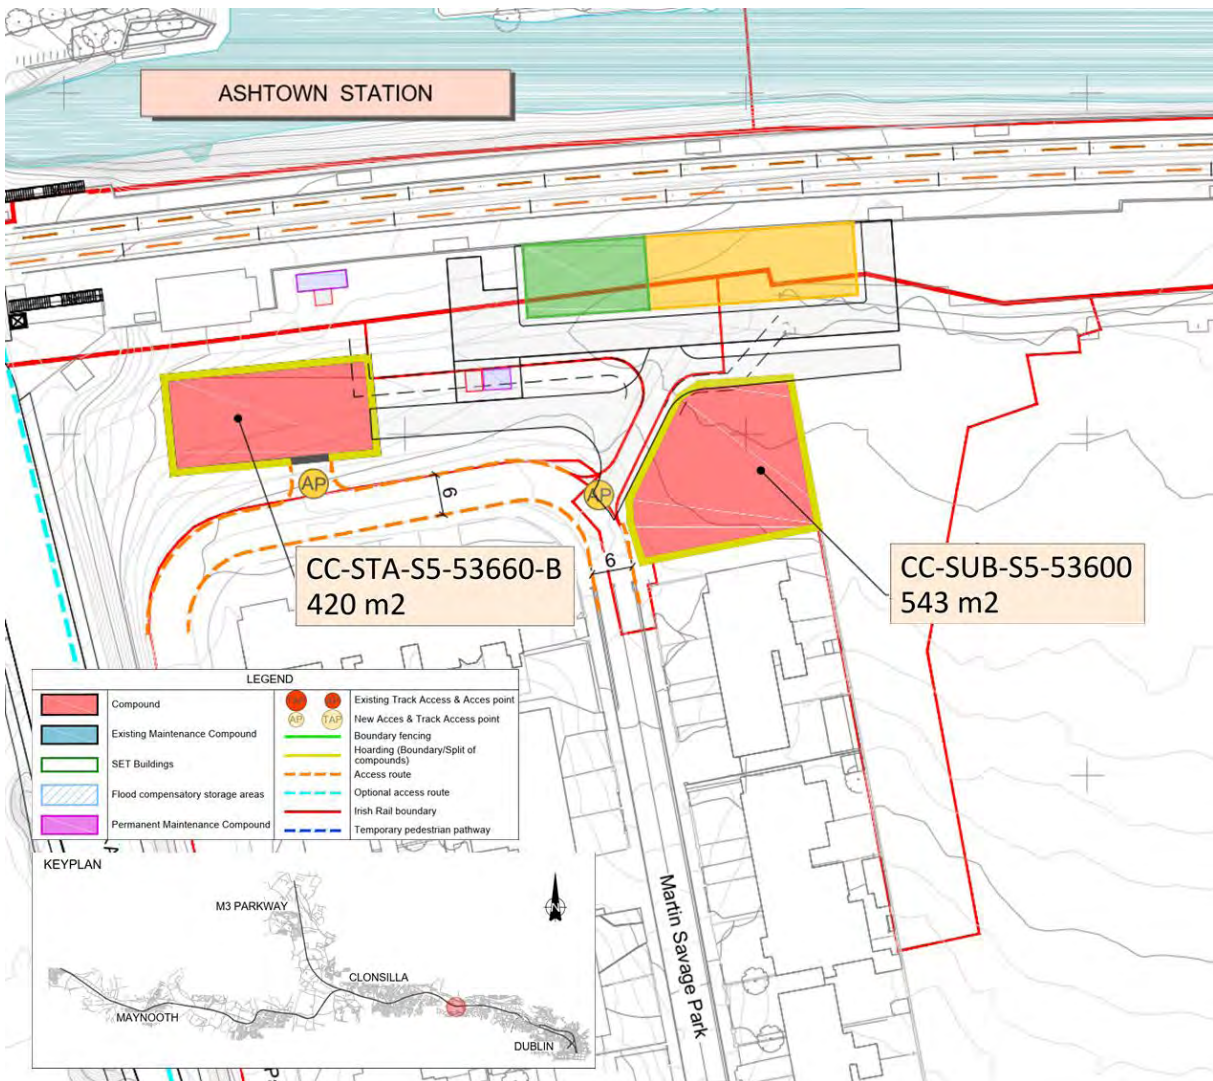 ASHTOWN STATION
AP
AP
6
6
CC-STA-S5-53660-B
420 m2
CC-SUB-S5-53600
543 m2
LEGEND
Compound
Existing Maintenance Compound
SET Buildings
Flood compensatory storage areas
Permanent Maintenance Compound
Existing Track Access & Acces point
AP TAP New Acces & Track Access point
Boundary fencing
Hoarding (Boundary/Split of
compounds)
Access route
Optional access route
Irish Rail boundary
Temporary pedestrian pathway
Martin Savage Park
KEYPLAN
M3 PARKWAY
N
CLONSILLA
MAYNOOTH
DUBLIN